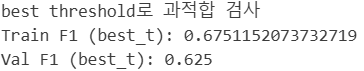 best threshold로 과적합 검사
Train F1 (best_t): 0.6751152073732719
Val F1 (best_t): 0.625